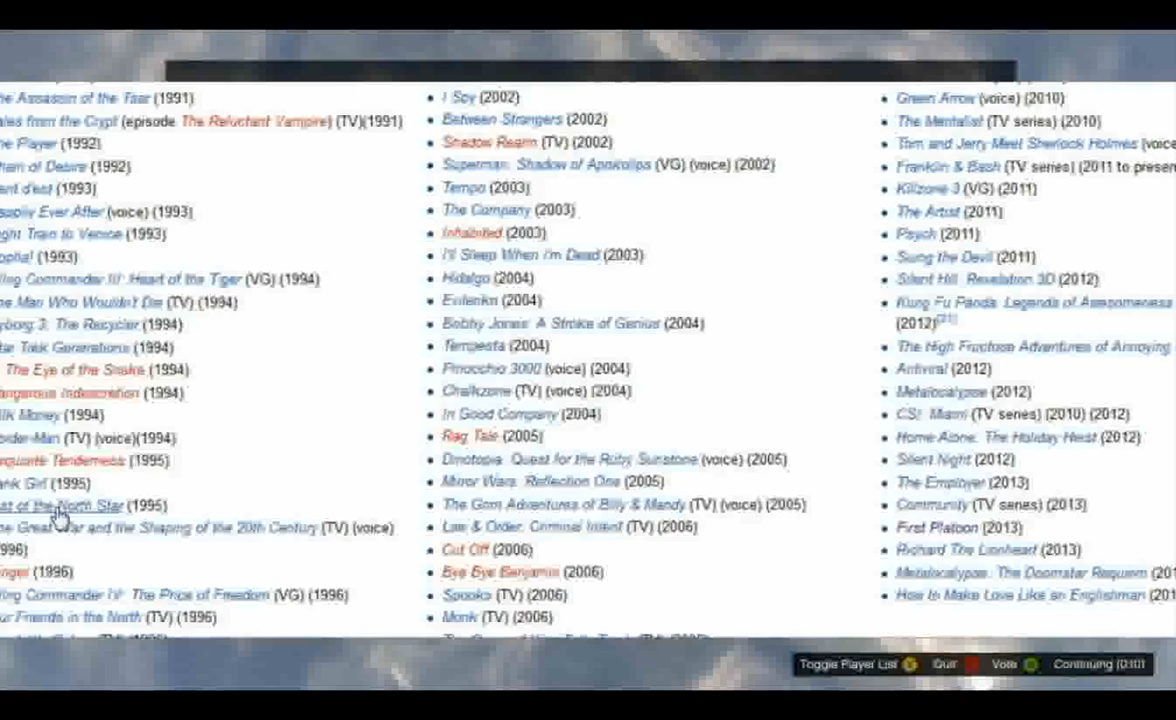 he Assassin of the Tsar (1991)
ales from the Crypt (episode The Reluctant Vampire) (TV)(1991)
he Player (1992)
of Desire (1992)
(1993)
Happily Ever After (voice) (1993)
ght Train to Venice (1993)
(1993)
ing Commander III: Heart of the Tiger (VG) (1994)
he Man Who Wouldn't Die (TV) (1994)
yborg 3: The Recycler (1994)
tar Trek Generations (1994)
The Eye of the Snake (1994)
angerous Indiscretion (1994)
ilk Money (1994)
pider-Man (TV) (voice)(1994)
Tenderness (1995)
ank Girl (1995)
st of the North Star (1995)
he Great War and the Shaping of the 20th Century (TV) (voice)
996)
(1996)
ing Commander IV: The Price of Freedom (VG) (1996)
ur Friends in the North (TV) (1996)
• I Spy (2002)
• Between Strangers (2002)
• Shadow Realm (TV) (2002)
• Superman: Shadow of Apokolips (VG) (voice) (2002)
• Tempo (2003)
• The Company (2003)
• Inhabited (2003)
• I'll Sleep When I'm Dead (2003)
• Hidalgo (2004)
• Evilenko (2004)
• Bobby Jones: A Stroke of Genius (2004)
• Tempesta (2004)
• Pinocchio 3000 (voice) (2004)
• Chalkzone (TV) (voice) (2004)
• In Good Company (2004)
• Rag Tale (2005)
• Dinotopia: Quest for the Ruby Sunstone (voice) (2005)
• Mirror Wars: Reflection One (2005)
• The Grim Adventures of Billy & Mandy (TV) (voice) (2005)
• Law & Order: Criminal Intent (TV) (2006)
• Cut Off (2006)
• Bye Bye Benjamin (2006)
• Spooks (TV) (2006)
• Monk (TV) (2006)
• Green Arrow (voice) (2010)
• The Mentalist (TV series) (2010)
• Tom and Jerry Meet Sherlock Holmes (voice
• Franklin & Bash (TV series) (2011 to presen
• Killzone 3 (VG) (2011)
• The Artist (2011)
• Psych (2011)
• Suing the Devil (2011)
• Silent Hill: Revelation 3D (2012)
• Kung Fu Panda: Legends of Awesomeness
(2012)
• The High Fructose Adventures of Annoying
• Antiviral (2012)
• Metalocalypse (2012)
• CSI: Miami (TV series) (2010) (2012)
• Home Alone: The Holiday Heist (2012)
• Silent Night (2012)
• The Employer (2013)
• Community (TV series) (2013)
• First Platoon (2013)
• Richard The Lionheart (2013)
• Metalocalypse: The Doomstar Requiem (201
• How to Make Love Like an Englishman (201
Toggle Player List Quit Vote Continuing (0:10)